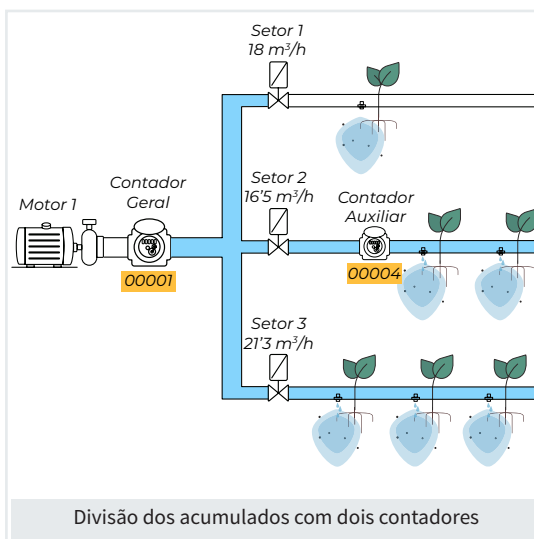 Setor 1
18 m³/h
Motor 1
Contador
Geral
00001
Setor 2
16'5 m³/h
Contador
Auxiliar
00004
Setor 3
21'3 m³/h
Divisão dos acumulados com dois contadores